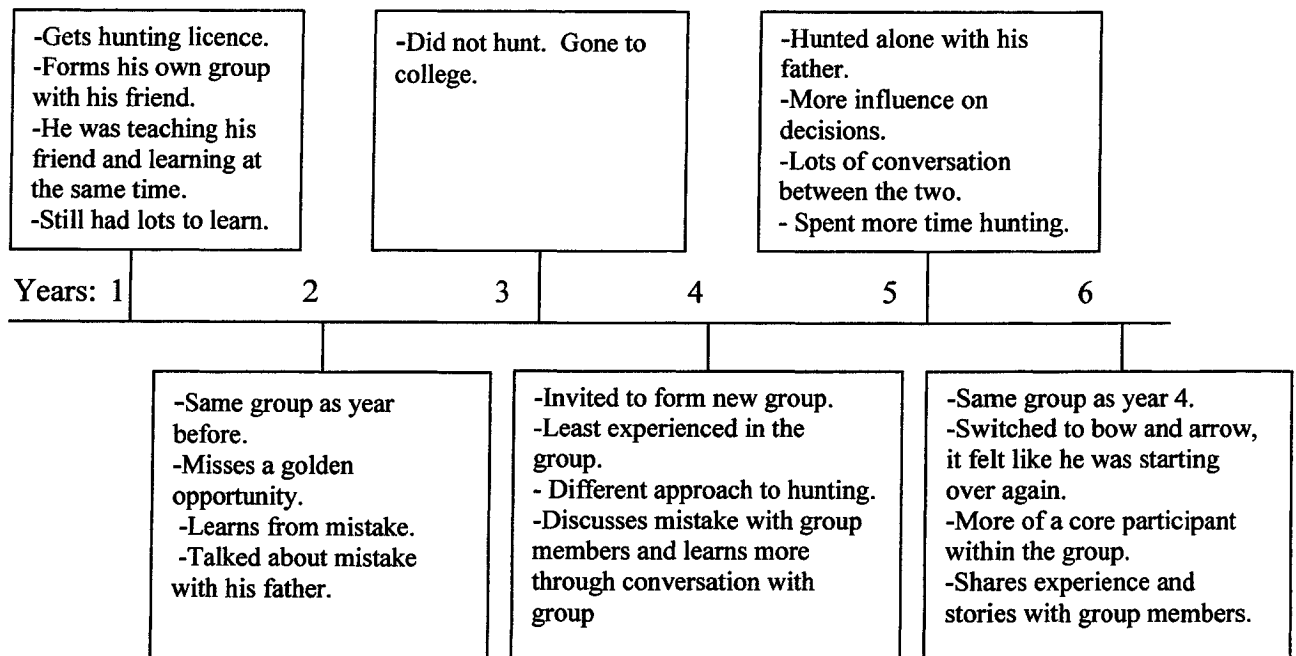 -Gets hunting licence.
-Forms his own group
with his friend.
-He was teaching his
friend and learning at
the same time.
-Still had lots to learn.
-Did not hunt.  Gone to
college.
-Hunted alone with his
father.
-More influence on
decisions.
-Lots of conversation
between the two.
- Spent more time hunting.
Years: 1 2 3 4 5 6
-Same group as year
before.
-Misses a golden
opportunity.
-Learns from mistake.
-Talked about mistake
with his father.
-Invited to form new group.
-Least experienced in the
group.
- Different approach to hunting.
-Discusses mistake with group
members and learns more
through conversation with
group
-Same group as year 4.
-Switched to bow and arrow,
it felt like he was starting
over again.
-More of a core participant
within the group.
-Shares experience and
stories with group members.